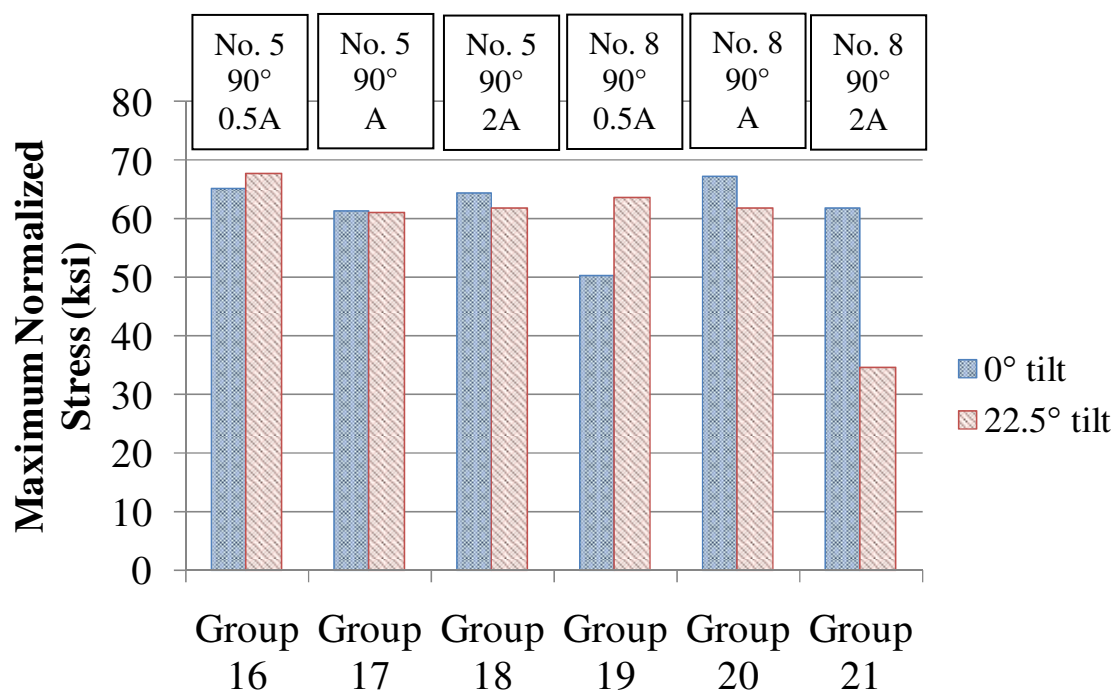 No. 5
90°
0.5A
No. 5
90°
A
No. 5
90°
2A
No. 8
90°
0.5A
No. 8
90°
A
No. 8
90°
2A
Maximum Normalized
Stress (ksi)
80
70
60
50
40
30
20
10
0
0° tilt
22.5° tilt
Group
16
Group
17
Group
18
Group
19
Group
20
Group
21